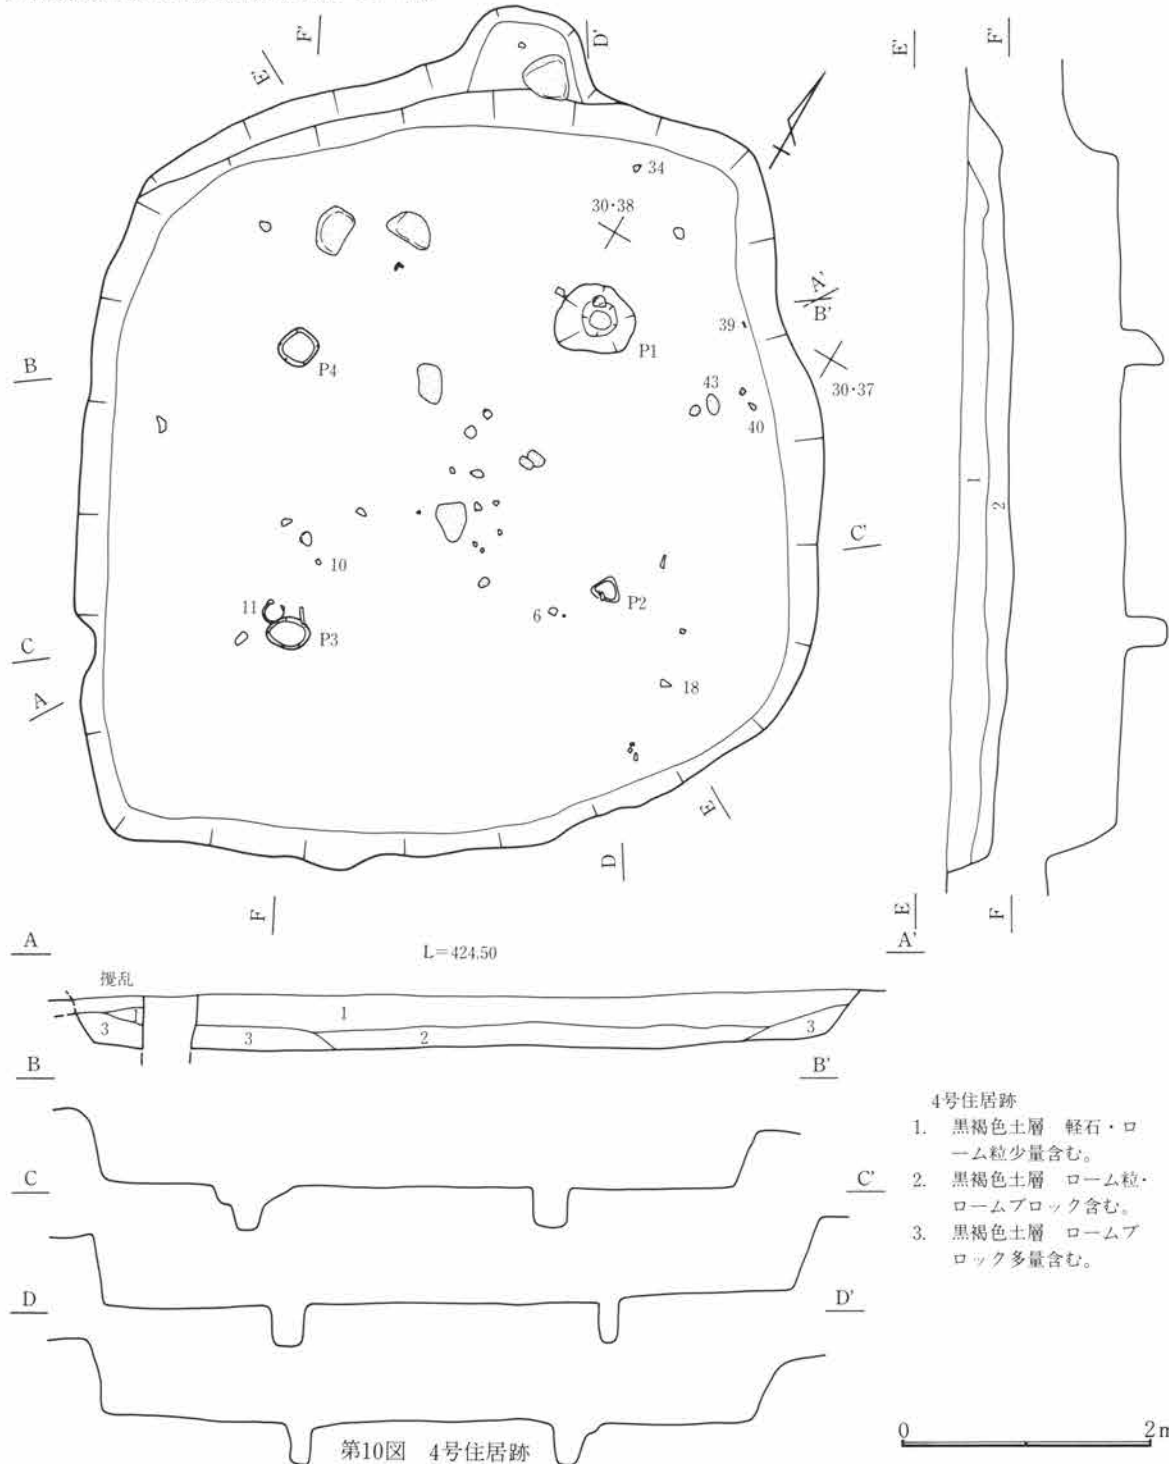 F'
E'
D'
E'
F'
34
30・38
A'
B'
39
P1
30・37
B
P4
43
40
1
2
C'
10
11
P3
6
P2
C
A
18
E
D
F
E
F
A
L=424.50
A'
攪乱
1
3
3
2
3
B
B'
4号住居跡
1. 黒褐色土層 軽石・ロ
ーム粒少量含む。
2. 黒褐色土層 ローム粒・
ロームブロック含む。
3. 黒褐色土層 ロームブ
ロック多量含む。
C
C'
D
D'
0
2m
第10図 4号住居跡